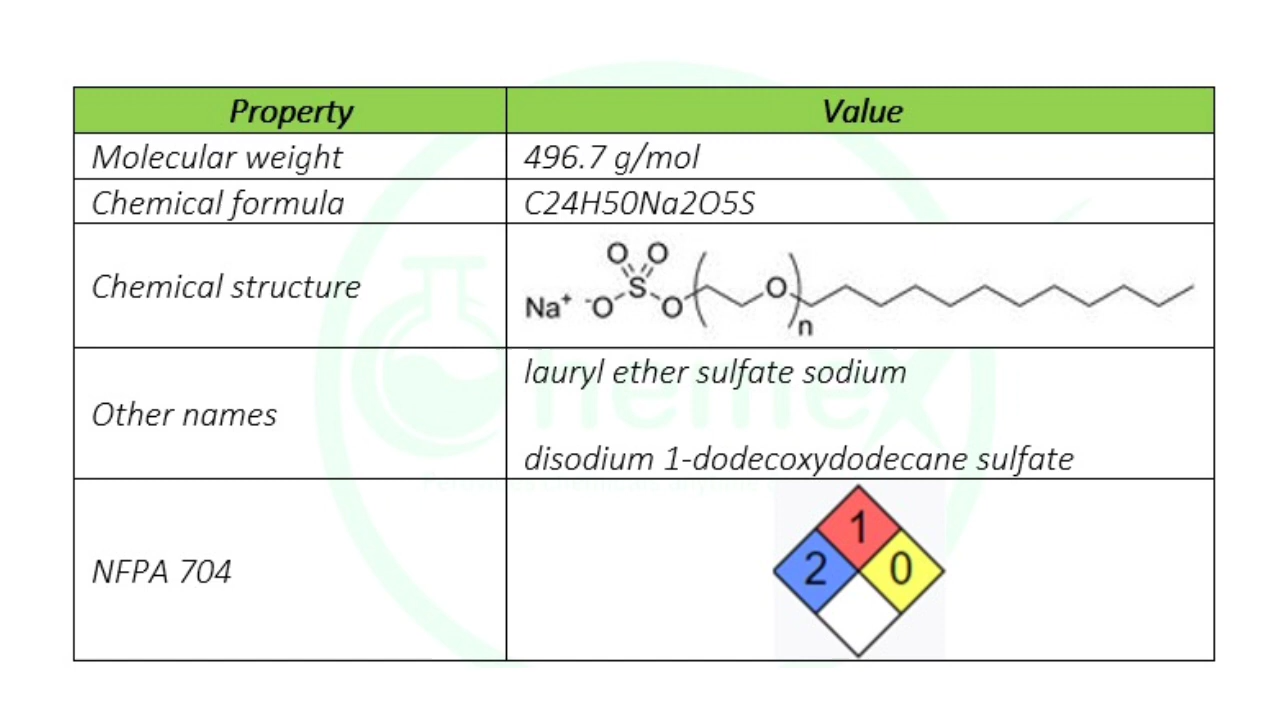 Property Value
Molecular weight 496.7 g/mol
Chemical formula C24H50Na2O5S
Chemical structure
O O
S
Na⁺ ⁻O O ( O )n
Other names
lauryl ether sulfate sodium
disodium 1-dodecoxydodecane sulfate
NFPA 704
1
2 0
hemex